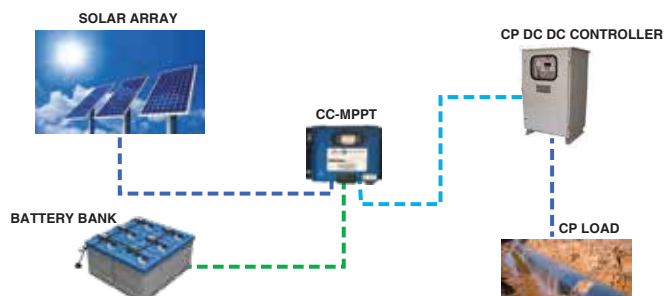 SOLAR ARRAY
CP DC DC CONTROLLER
CC-MPPT
BATTERY BANK
CP LOAD